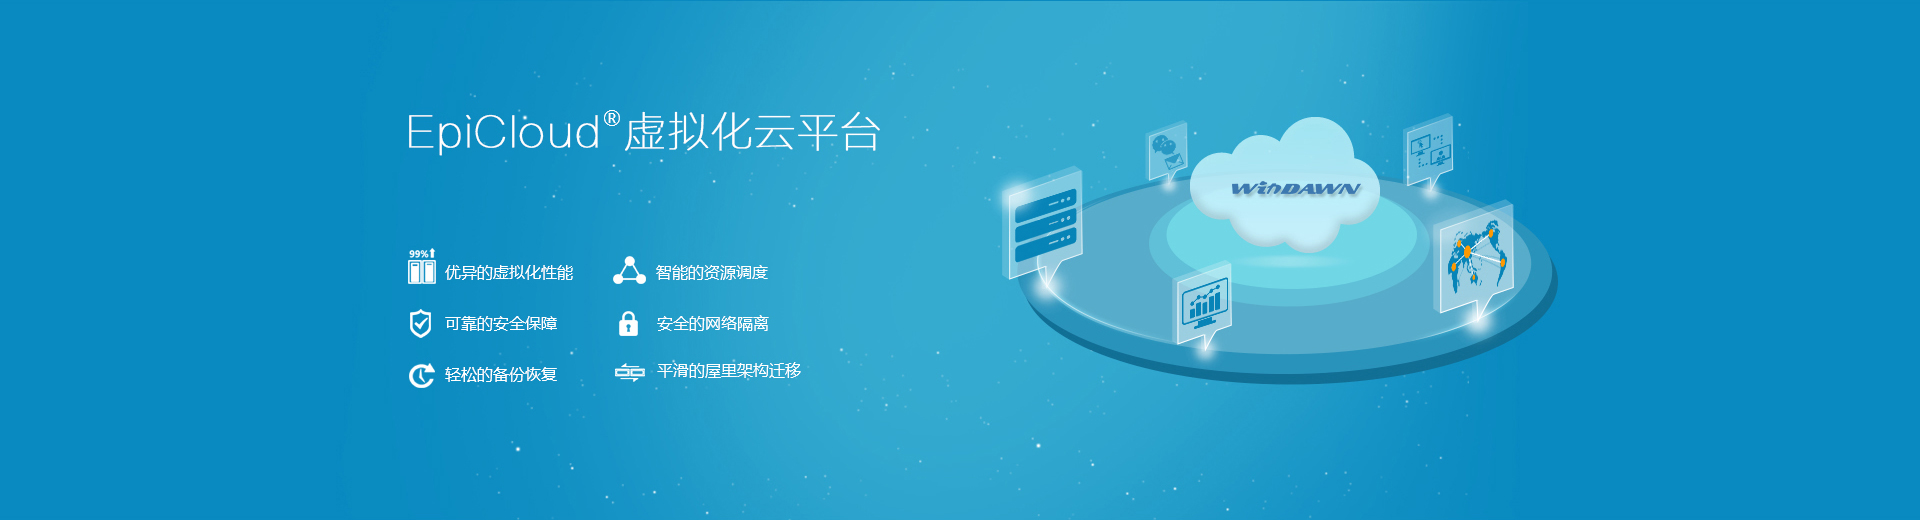 EpiCloud®虚拟化云平台
99%
优异的虚拟化性能
智能的资源调度
可靠的安全保障
安全的网络隔离
轻松的备份恢复
平滑的屋里架构迁移
WinDAWN